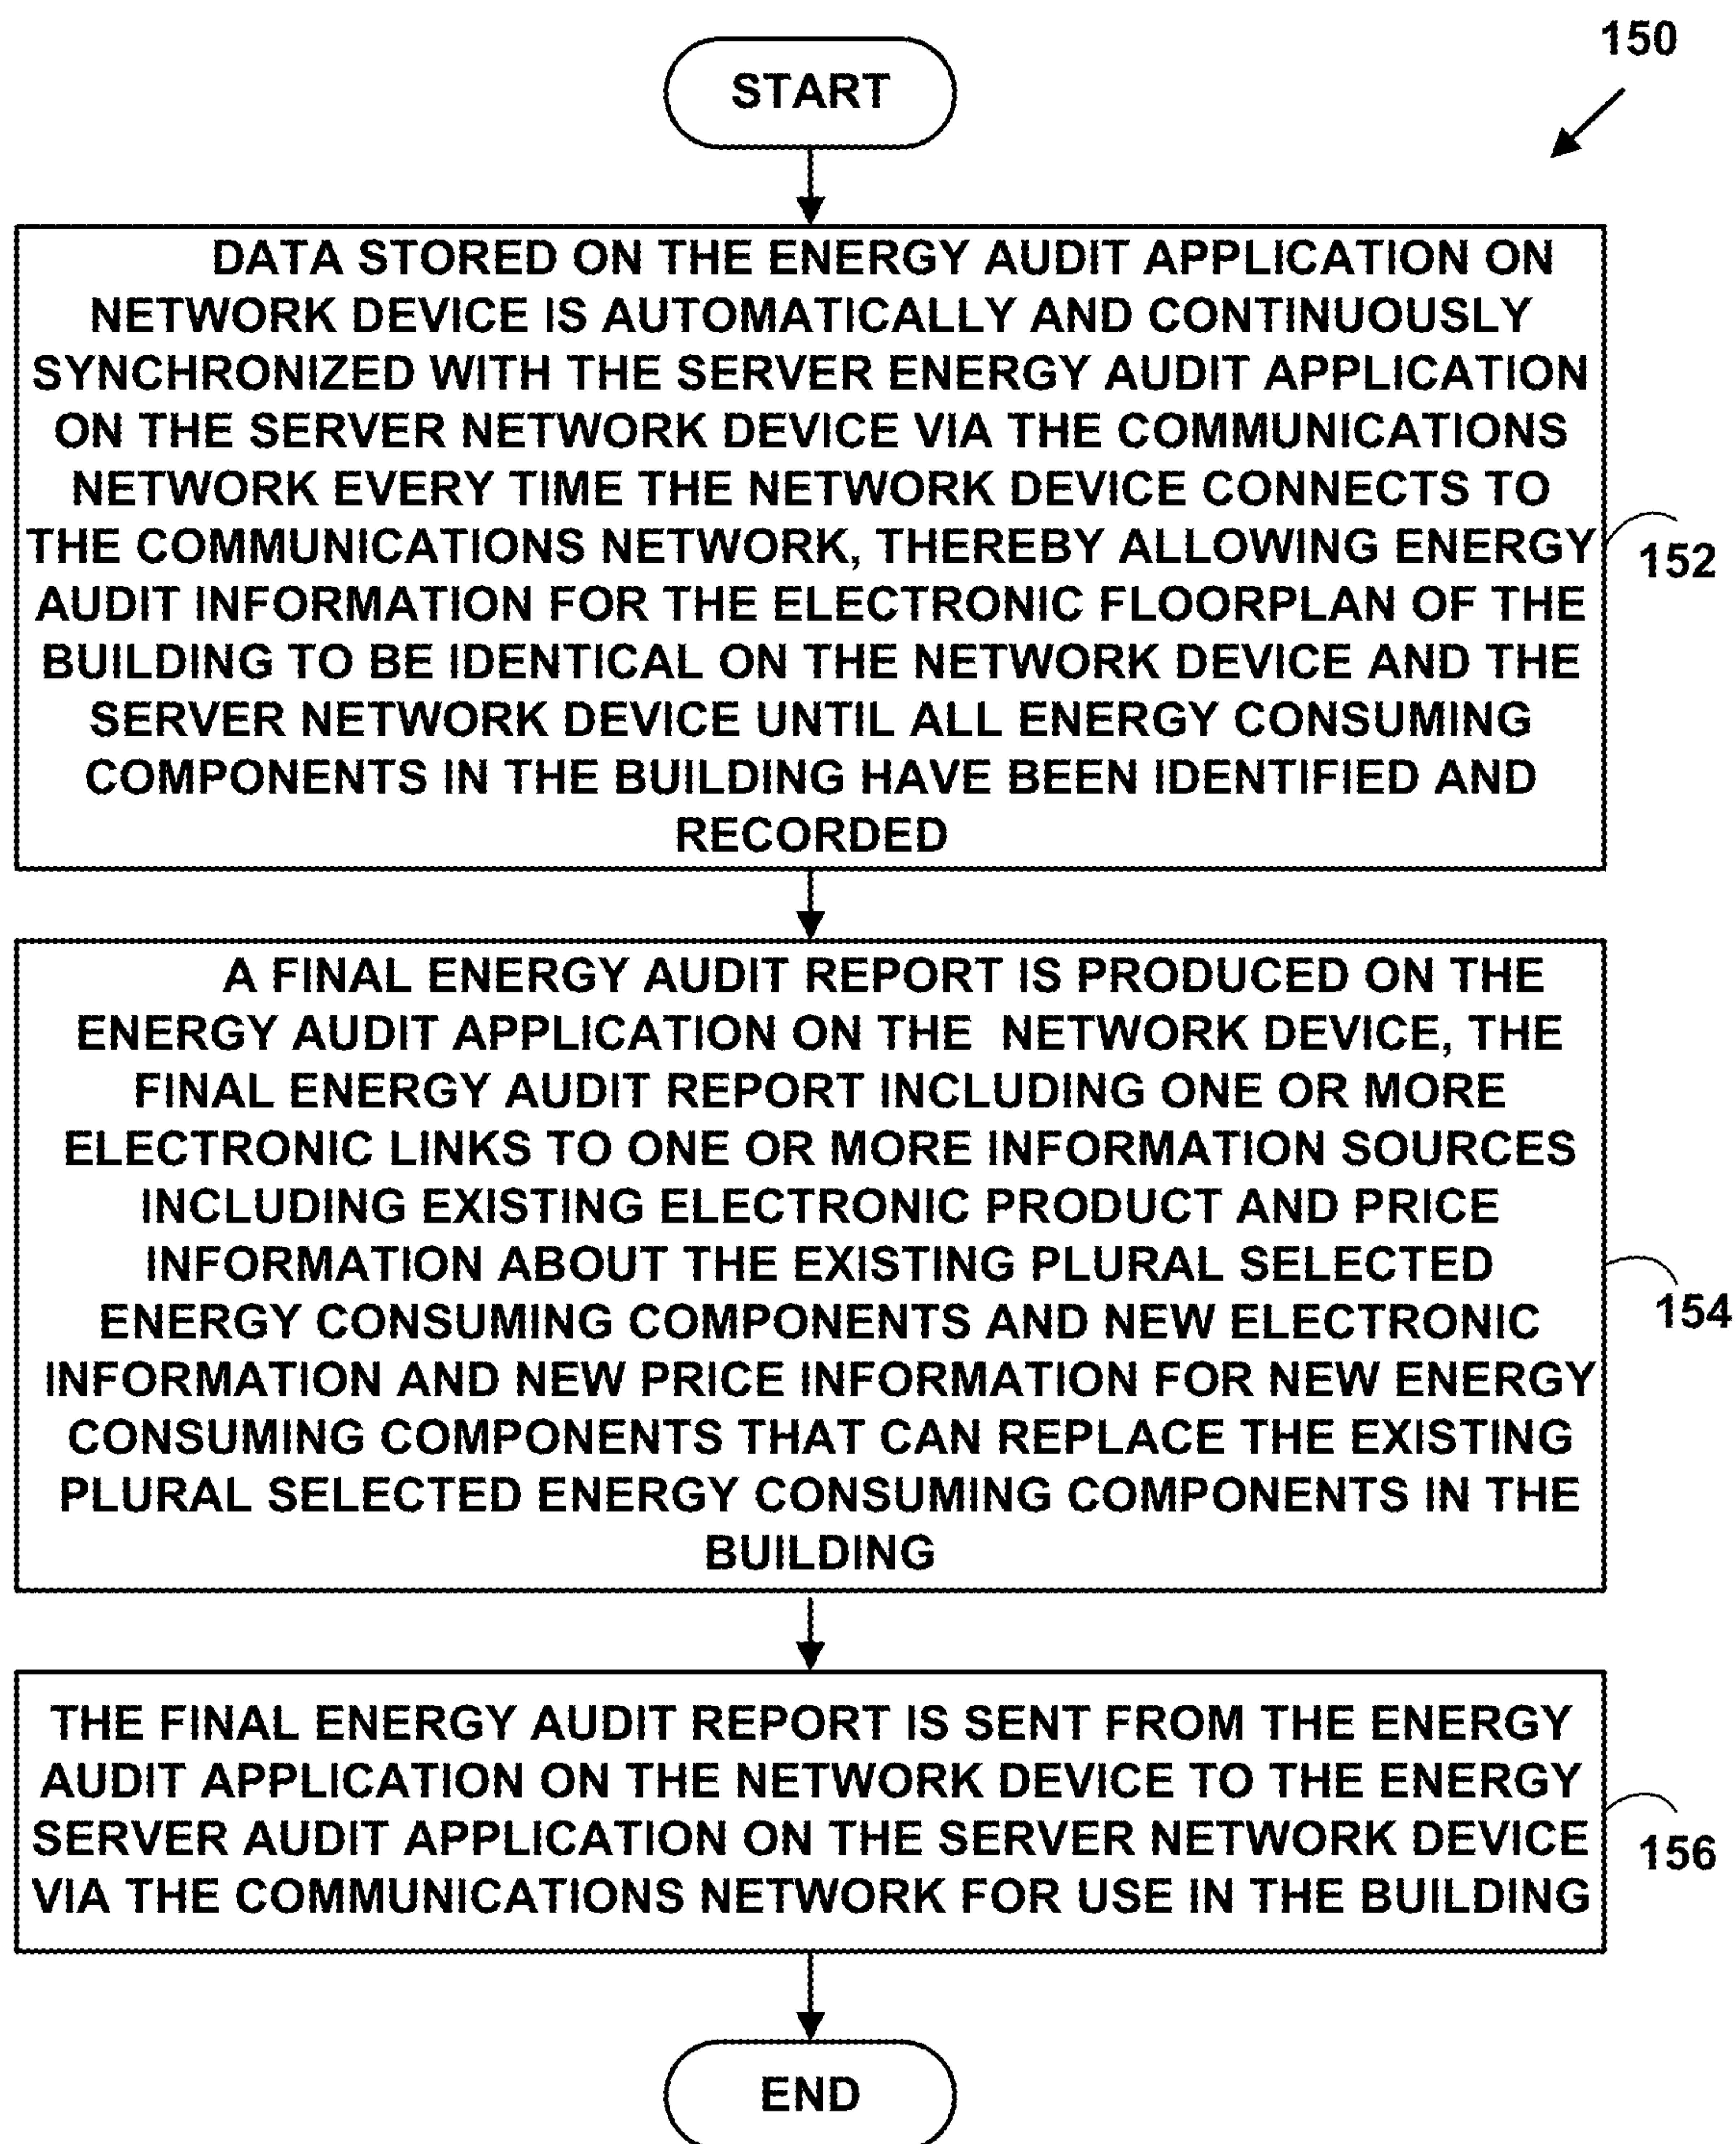 150
START
DATA STORED ON THE ENERGY AUDIT APPLICATION ON
NETWORK DEVICE IS AUTOMATICALLY AND CONTINUOUSLY
SYNCHRONIZED WITH THE SERVER ENERGY AUDIT APPLICATION
ON THE SERVER NETWORK DEVICE VIA THE COMMUNICATIONS
NETWORK EVERY TIME THE NETWORK DEVICE CONNECTS TO
THE COMMUNICATIONS NETWORK, THEREBY ALLOWING ENERGY
AUDIT INFORMATION FOR THE ELECTRONIC FLOORPLAN OF THE
BUILDING TO BE IDENTICAL ON THE NETWORK DEVICE AND THE
SERVER NETWORK DEVICE UNTIL ALL ENERGY CONSUMING
COMPONENTS IN THE BUILDING HAVE BEEN IDENTIFIED AND
RECORDED
152
A FINAL ENERGY AUDIT REPORT IS PRODUCED ON THE
ENERGY AUDIT APPLICATION ON THE NETWORK DEVICE, THE
FINAL ENERGY AUDIT REPORT INCLUDING ONE OR MORE
ELECTRONIC LINKS TO ONE OR MORE INFORMATION SOURCES
INCLUDING EXISTING ELECTRONIC PRODUCT AND PRICE
INFORMATION ABOUT THE EXISTING PLURAL SELECTED
ENERGY CONSUMING COMPONENTS AND NEW ELECTRONIC
INFORMATION AND NEW PRICE INFORMATION FOR NEW ENERGY
CONSUMING COMPONENTS THAT CAN REPLACE THE EXISTING
PLURAL SELECTED ENERGY CONSUMING COMPONENTS IN THE
BUILDING
154
THE FINAL ENERGY AUDIT REPORT IS SENT FROM THE ENERGY
AUDIT APPLICATION ON THE NETWORK DEVICE TO THE ENERGY
SERVER AUDIT APPLICATION ON THE SERVER NETWORK DEVICE
VIA THE COMMUNICATIONS NETWORK FOR USE IN THE BUILDING
156
END